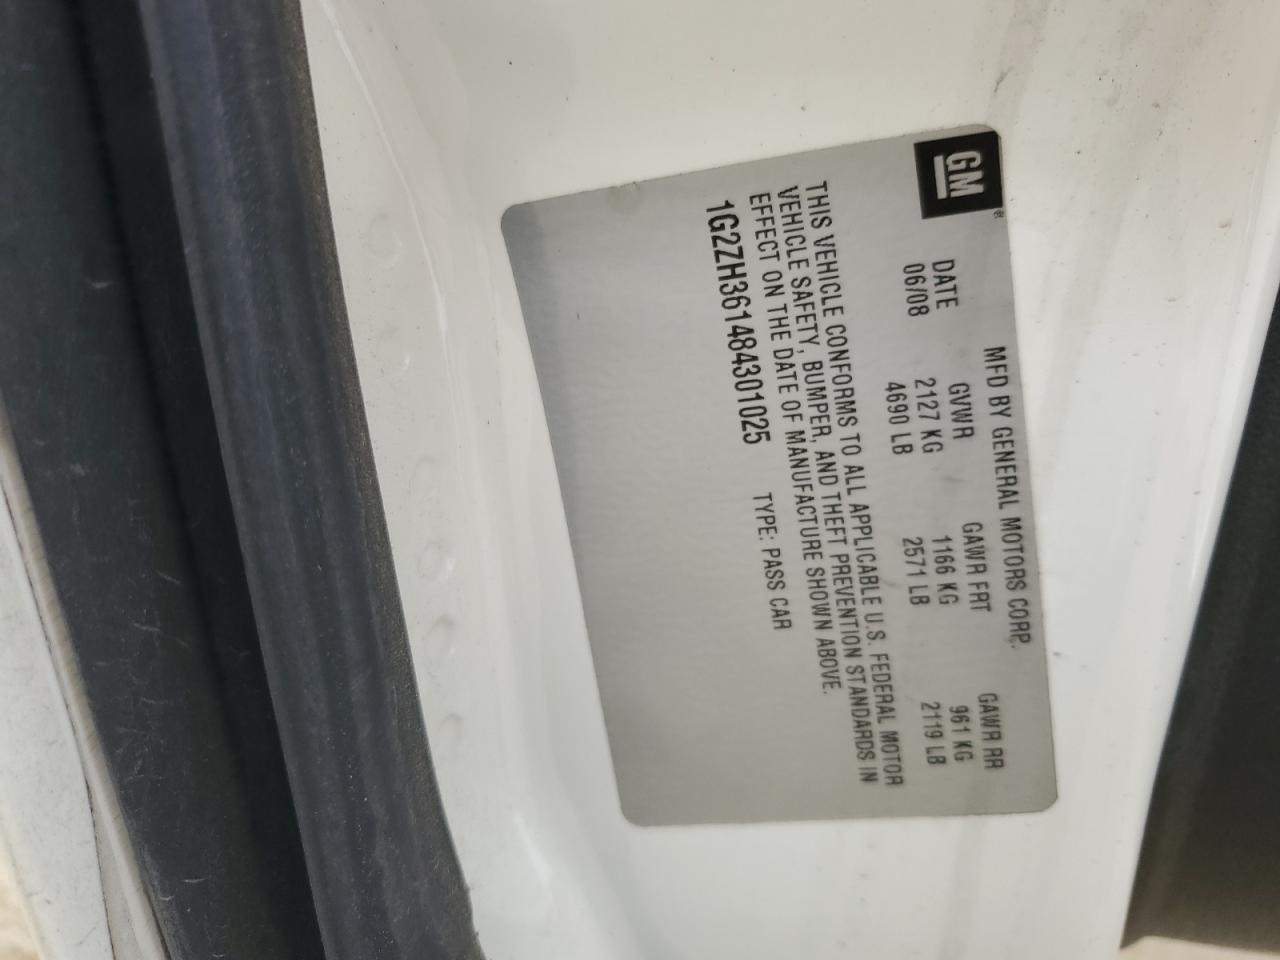 GM®
MFD BY GENERAL MOTORS CORP.
DATE GVWR GAWR FRT GAWR RR
06/08 2127 KG 1166 KG 961 KG
4690 LB 2571 LB 2119 LB
THIS VEHICLE CONFORMS TO ALL APPLICABLE U.S. FEDERAL MOTOR
VEHICLE SAFETY, BUMPER, AND THEFT PREVENTION STANDARDS IN
EFFECT ON THE DATE OF MANUFACTURE SHOWN ABOVE.
1G2ZH361484301025 TYPE: PASS CAR